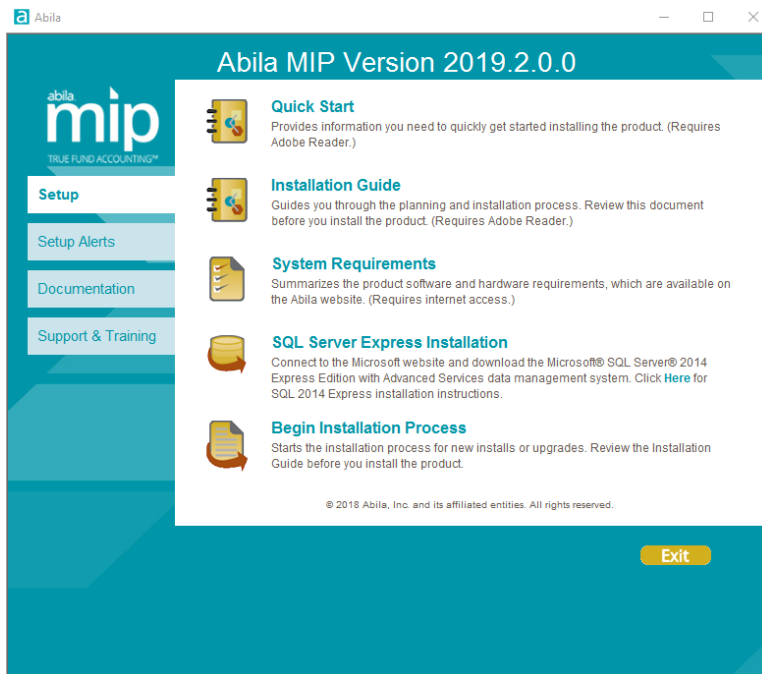 Abila
Abila MIP Version 2019.2.0.0
abila
mip
TRUE FUND ACCOUNTING™
Setup
Setup Alerts
Documentation
Support & Training
Quick Start
Provides information you need to quickly get started installing the product. (Requires
Adobe Reader.)
Installation Guide
Guides you through the planning and installation process. Review this document
before you install the product. (Requires Adobe Reader.)
System Requirements
Summarizes the product software and hardware requirements, which are available on
the Abila website. (Requires internet access.)
SQL Server Express Installation
Connect to the Microsoft website and download the Microsoft® SQL Server® 2014
Express Edition with Advanced Services data management system. Click Here for
SQL 2014 Express installation instructions.
Begin Installation Process
Starts the installation process for new installs or upgrades. Review the Installation
Guide before you install the product.
© 2018 Abila, Inc. and its affiliated entities. All rights reserved.
Exit